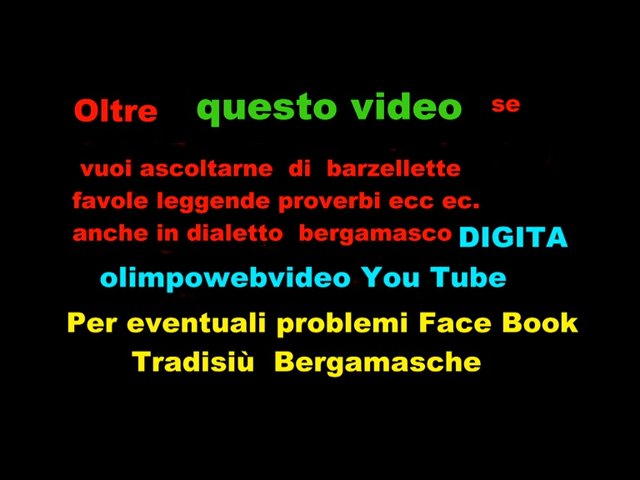 Oltre questo video se
vuoi ascoltarne di barzellette
favole leggende proverbi ecc ec.
anche in dialetto bergamasco DIGITA
olimpowebvideo You Tube
Per eventuali problemi Face Book
Tradisiù Bergamasche